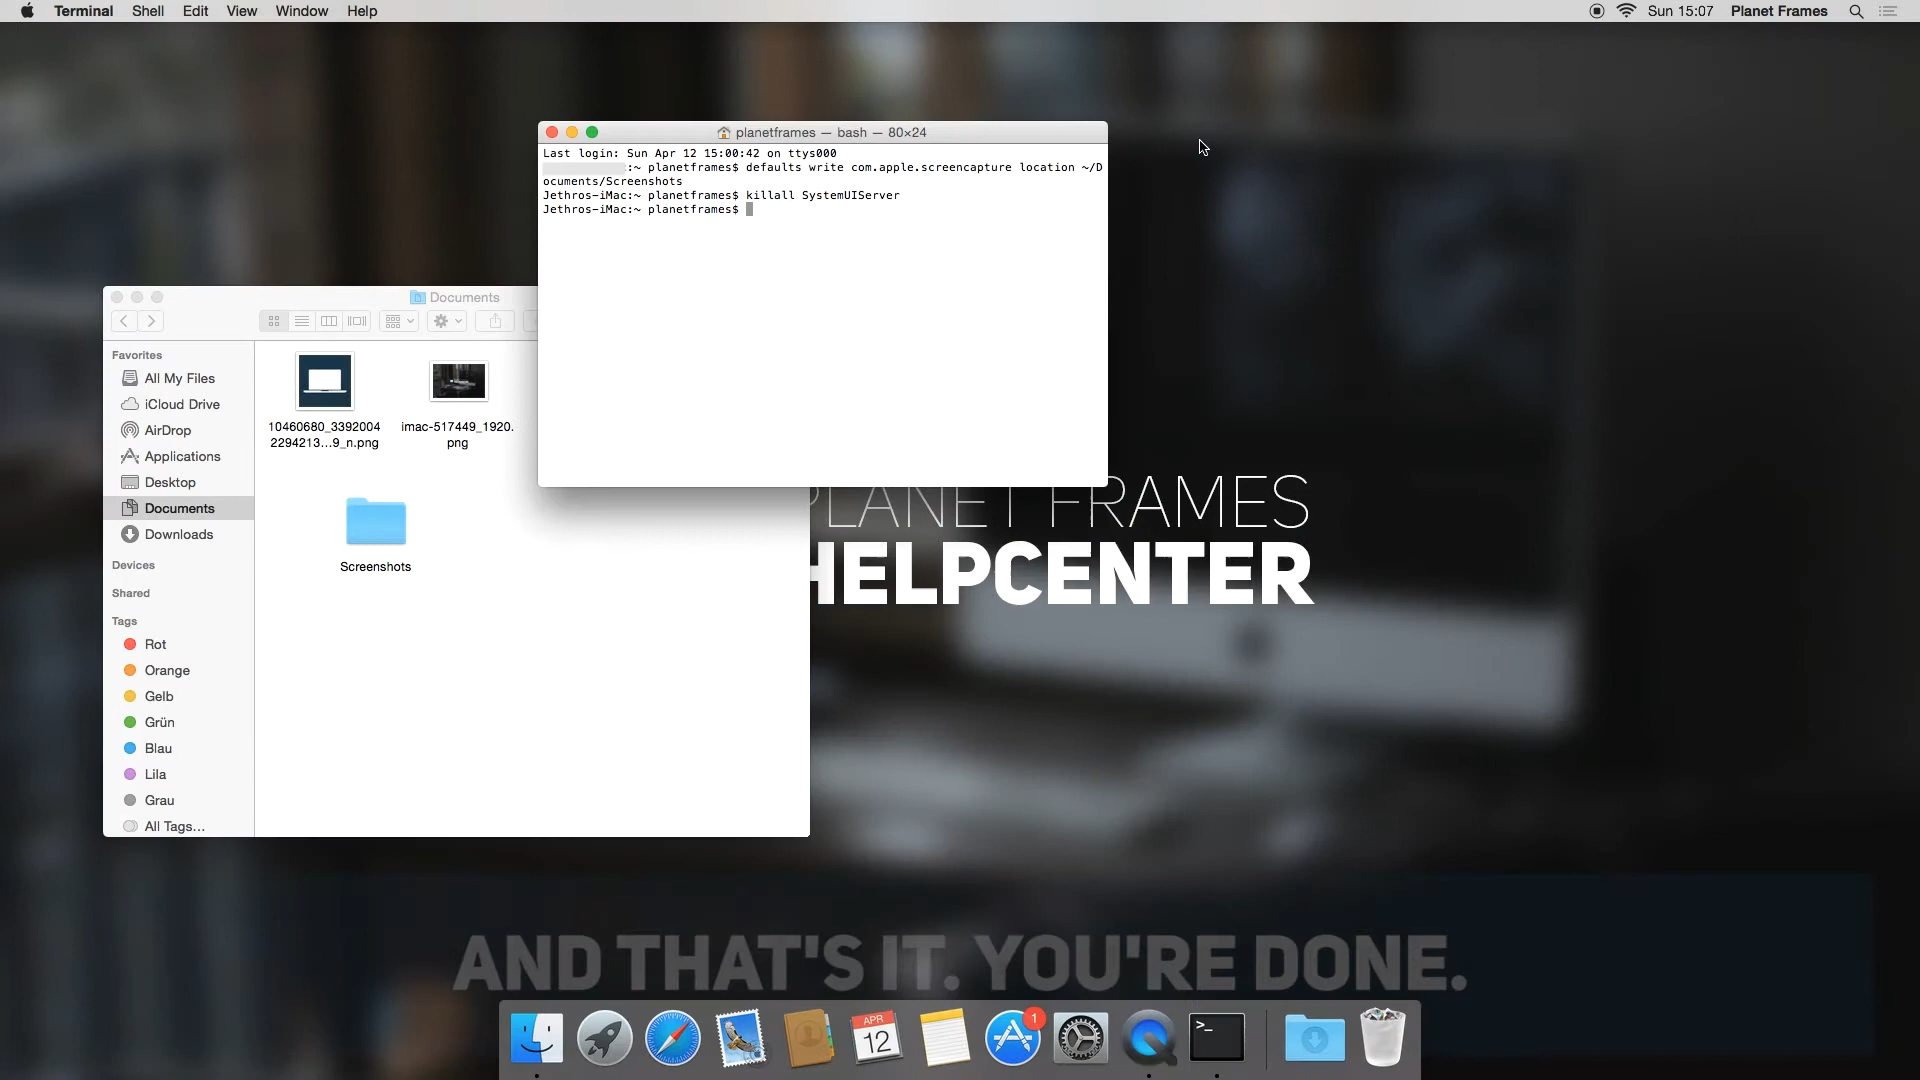 Terminal Shell Edit View Window Help
Sun 15:07 Planet Frames
planetframes — bash — 80×24
Last login: Sun Apr 12 15:00:42 on ttys000
:~ planetframes$ defaults write com.apple.screencapture location ~/D
ocuments/Screenshots
Jethros-iMac:~ planetframes$ killall SystemUIServer
Jethros-iMac:~ planetframes$
Documents
Favorites
All My Files
iCloud Drive
AirDrop
Applications
Desktop
Documents
Downloads
Devices
Shared
Tags
Rot
Orange
Gelb
Grün
Blau
Lila
Grau
All Tags...
10460680_3392004
2294213...9_n.png
imac-517449_1920.
png
Screenshots
PLANET FRAMES
HELPCENTER
AND THAT'S IT. YOU'RE DONE.
APR
12
1
>_